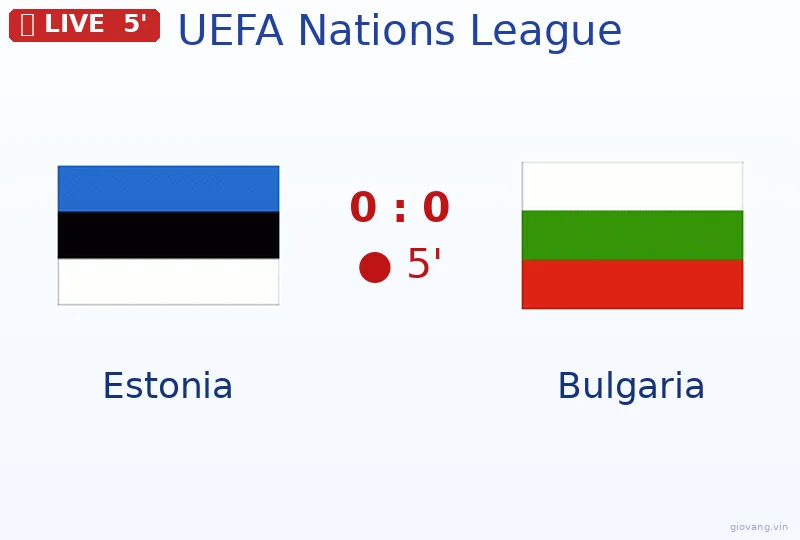 LIVE 5'
UEFA Nations League
0 : 0
5'
Estonia
Bulgaria
giovang.vin